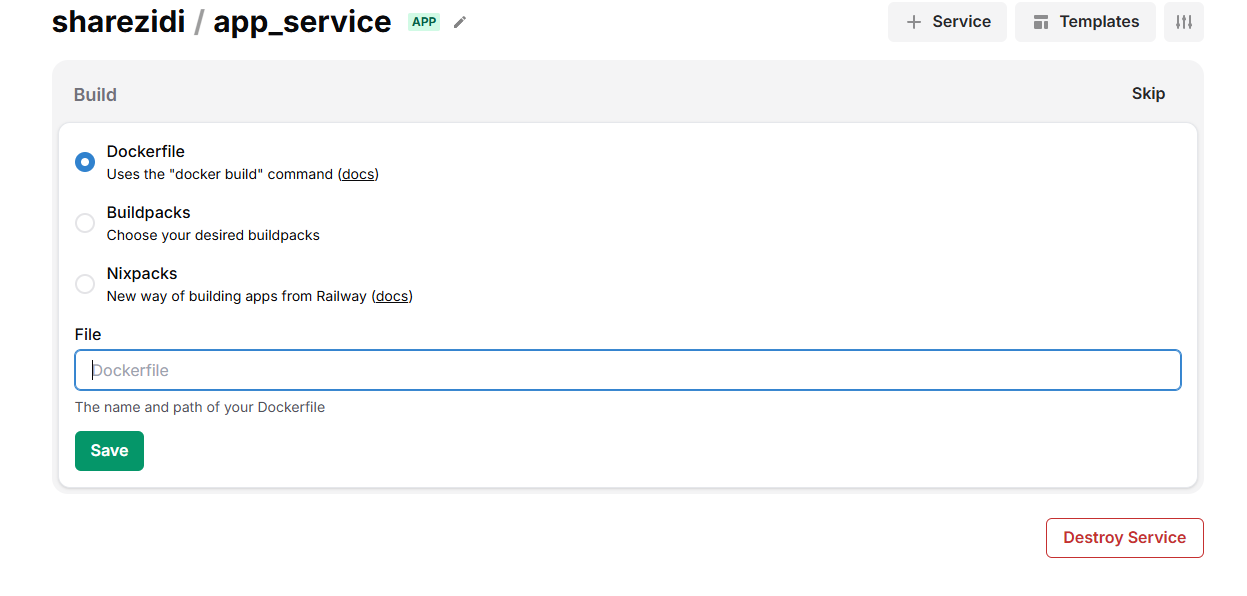 sharezidi / app_service APP
Service
Templates
Build
Skip
Dockerfile
Uses the "docker build" command (docs)
Buildpacks
Choose your desired buildpacks
Nixpacks
New way of building apps from Railway (docs)
File
Dockerfile
The name and path of your Dockerfile
Save
Destroy Service